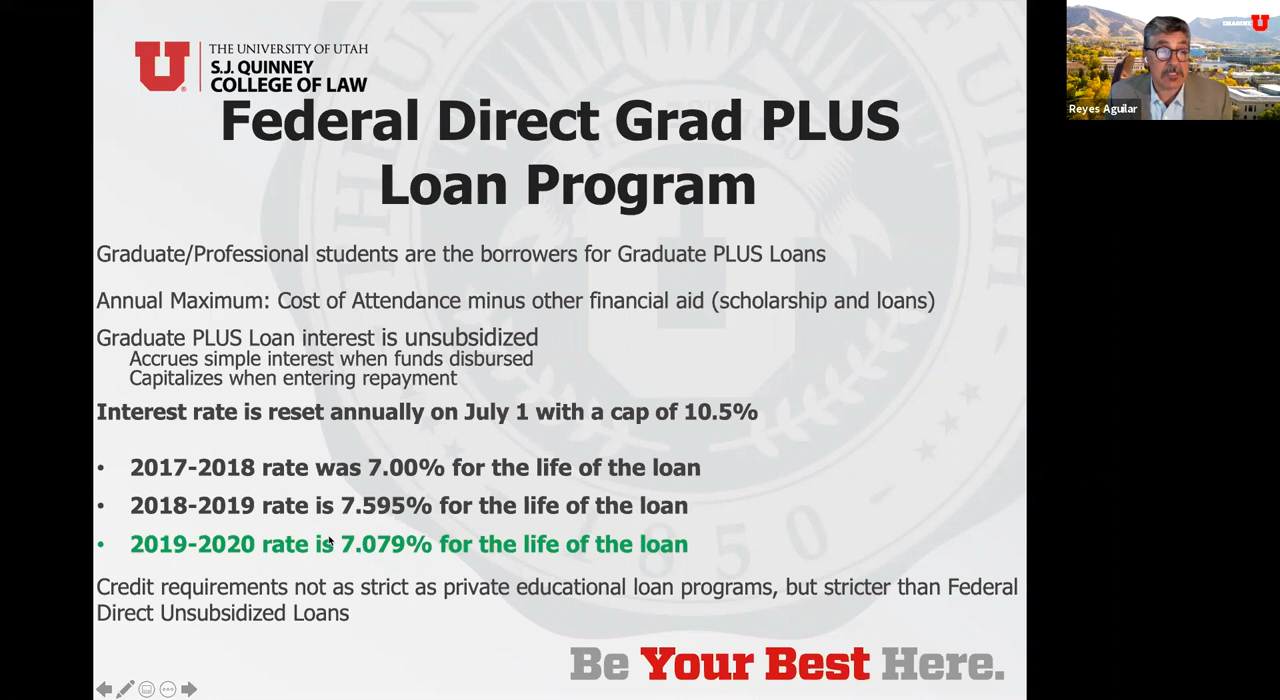 THE UNIVERSITY OF UTAH
S.J. QUINNEY
COLLEGE OF LAW
Federal Direct Grad PLUS
Loan Program
Graduate/Professional students are the borrowers for Graduate PLUS Loans
Annual Maximum: Cost of Attendance minus other financial aid (scholarship and loans)
Graduate PLUS Loan interest is unsubsidized
Accrues simple interest when funds disbursed
Capitalizes when entering repayment
Interest rate is reset annually on July 1 with a cap of 10.5%
• 2017-2018 rate was 7.00% for the life of the loan
• 2018-2019 rate is 7.595% for the life of the loan
• 2019-2020 rate is 7.079% for the life of the loan
Credit requirements not as strict as private educational loan programs, but stricter than Federal
Direct Unsubsidized Loans
Be Your Best Here.
1850
UTAH
IMAGINE U
Reyes Aguilar